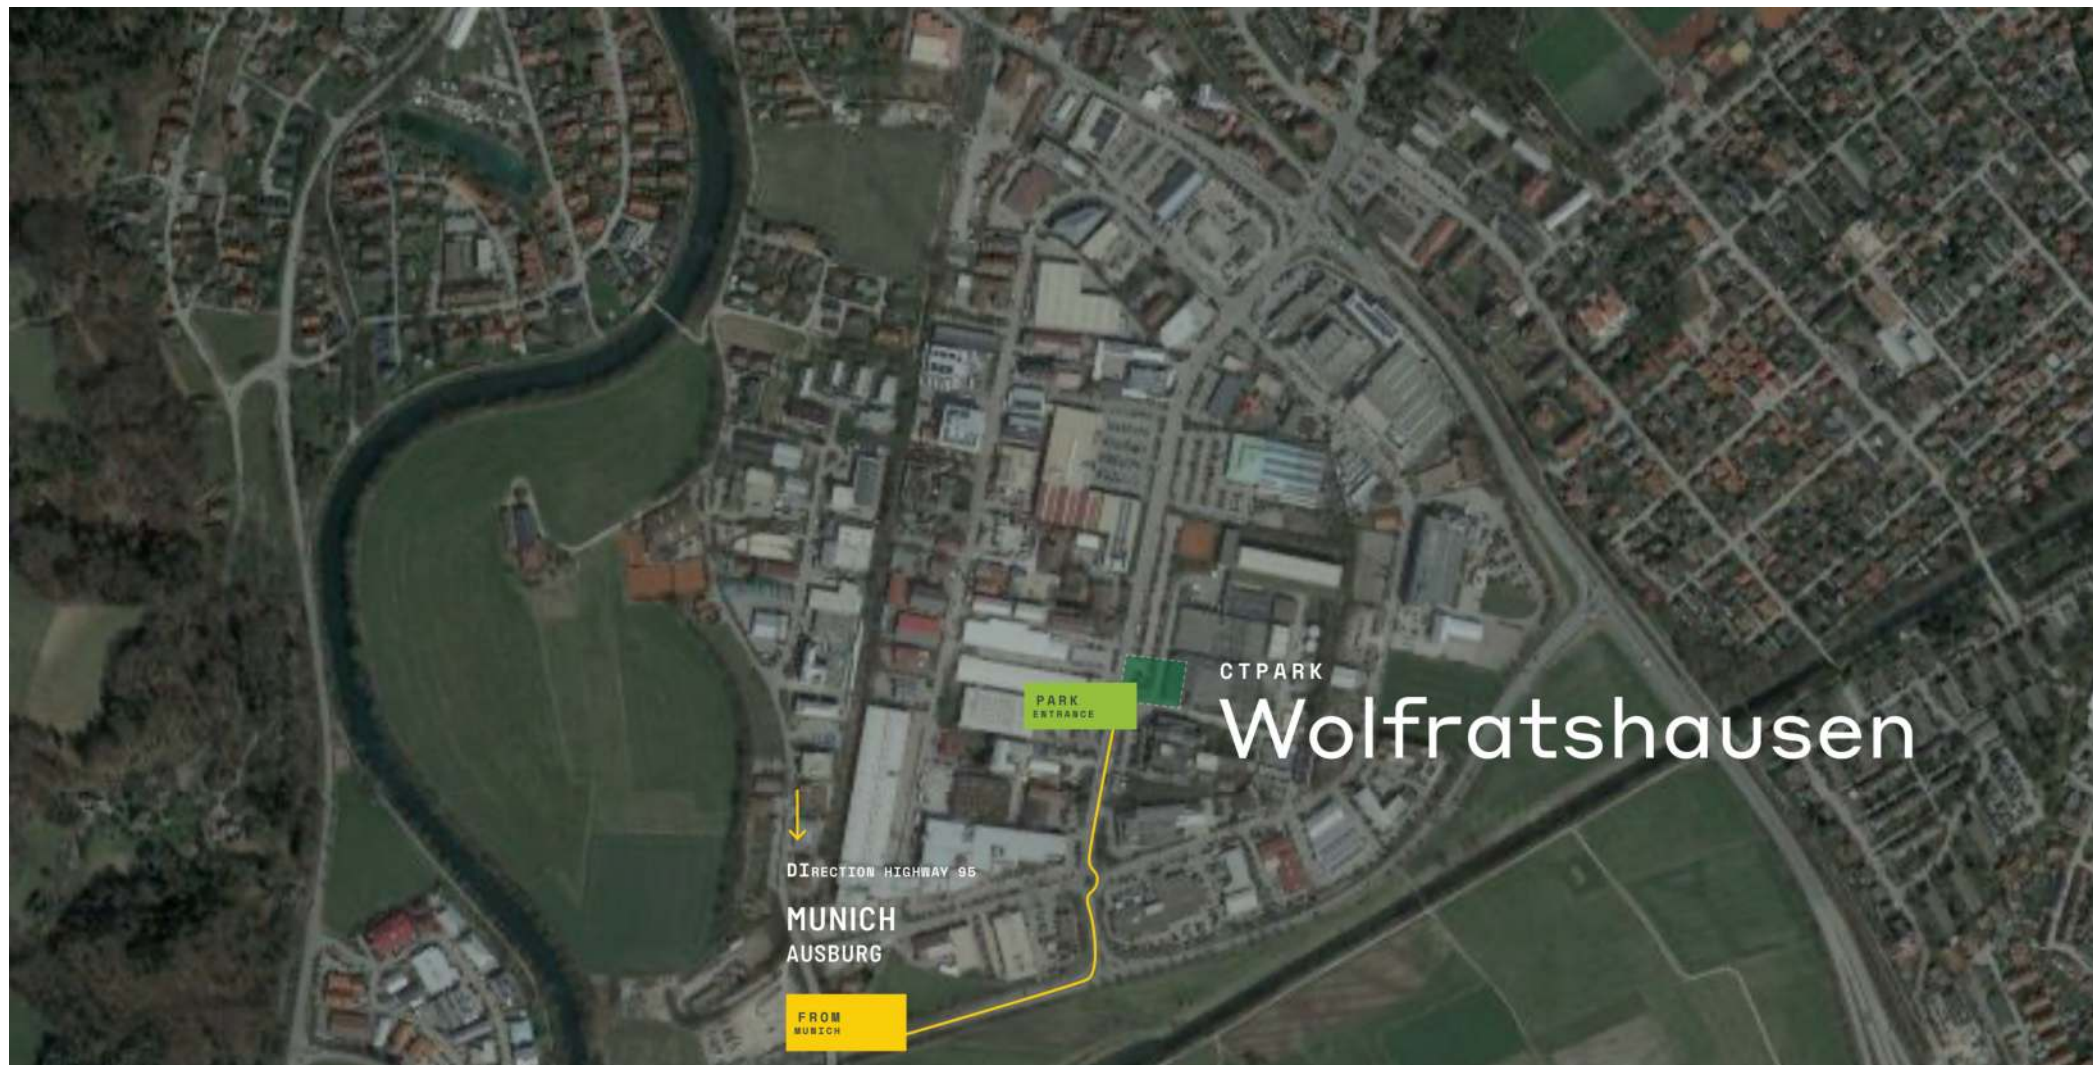 CTPARK
Wolfratshausen
PARK
ENTRANCE
DIRECTION HIGHWAY 95
MUNICH
AUSBURG
FROM
MUNICH